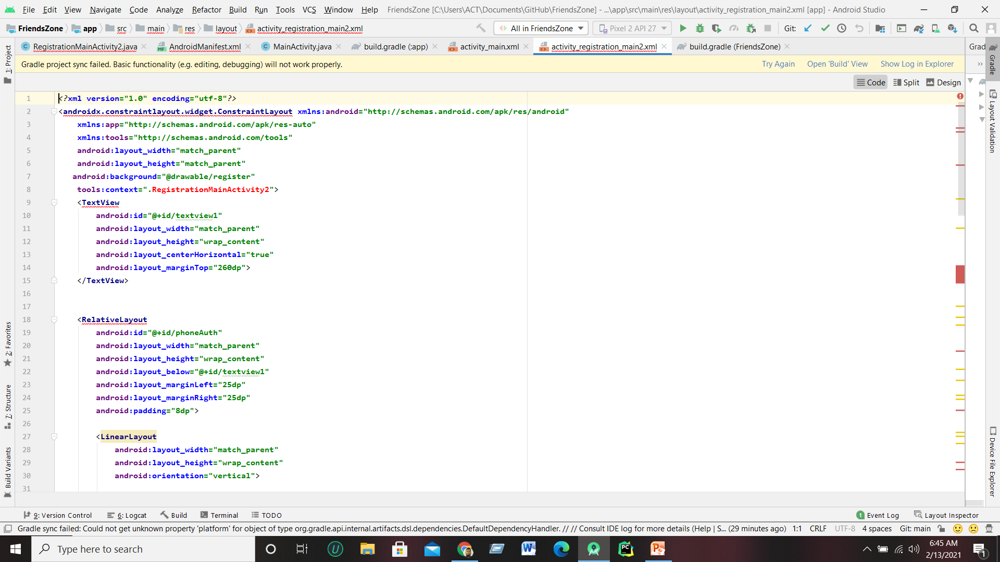 File Edit View Navigate Code Analyze Refactor Build Run Tools VCS Window Help FriendsZone [C:\Users\ACT\Documents\GitHub\FriendsZone] - ...\app\src\main\res\layout\activity_registration_main2.xml [app] - Android Studio
FriendsZone app src main res layout activity_registration_main2.xml All in FriendsZone Pixel 2 API 27 Git:
RegistrationMainActivity2.java AndroidManifest.xml MainActivity.java build.gradle (:app) activity_main.xml activity_registration_main2.xml build.gradle (FriendsZone) Grad
Gradle project sync failed. Basic functionality (e.g. editing, debugging) will not work properly. Try Again Open 'Build' View Show Log in Explorer
Code Split Design
1 <?xml version="1.0" encoding="utf-8"?>
2 <androidx.constraintlayout.widget.ConstraintLayout xmlns:android="http://schemas.android.com/apk/res/android"
3 xmlns:app="http://schemas.android.com/apk/res-auto"
4 xmlns:tools="http://schemas.android.com/tools"
5 android:layout_width="match_parent"
6 android:layout_height="match_parent"
7 android:background="@drawable/register"
8 tools:context=".RegistrationMainActivity2">
9 <TextView
10 android:id="@+id/textview1"
11 android:layout_width="match_parent"
12 android:layout_height="wrap_content"
13 android:layout_centerHorizontal="true"
14 android:layout_marginTop="260dp">
15 </TextView>
16
17
18 <RelativeLayout
19 android:id="@+id/phoneAuth"
20 android:layout_width="match_parent"
21 android:layout_height="wrap_content"
22 android:layout_below="@+id/textview1"
23 android:layout_marginLeft="25dp"
24 android:layout_marginRight="25dp"
25 android:padding="8dp">
26
27 <LinearLayout
28 android:layout_width="match_parent"
29 android:layout_height="wrap_content"
30 android:orientation="vertical">
31
1: Project
2: Favorites
7: Structure
Build Variants
Gradle
Layout Validation
Device File Explorer
9: Version Control 6: Logcat Build Terminal TODO 1 Event Log Layout Inspector
Gradle sync failed: Could not get unknown property 'platform' for object of type org.gradle.api.internal.artifacts.dsl.dependencies.DefaultDependencyHandler. // // Consult IDE log for more details (Help | S... (29 minutes ago) 1:1 CRLF UTF-8 4 spaces Git: main
Type here to search
6:45 AM
2/13/2021
1